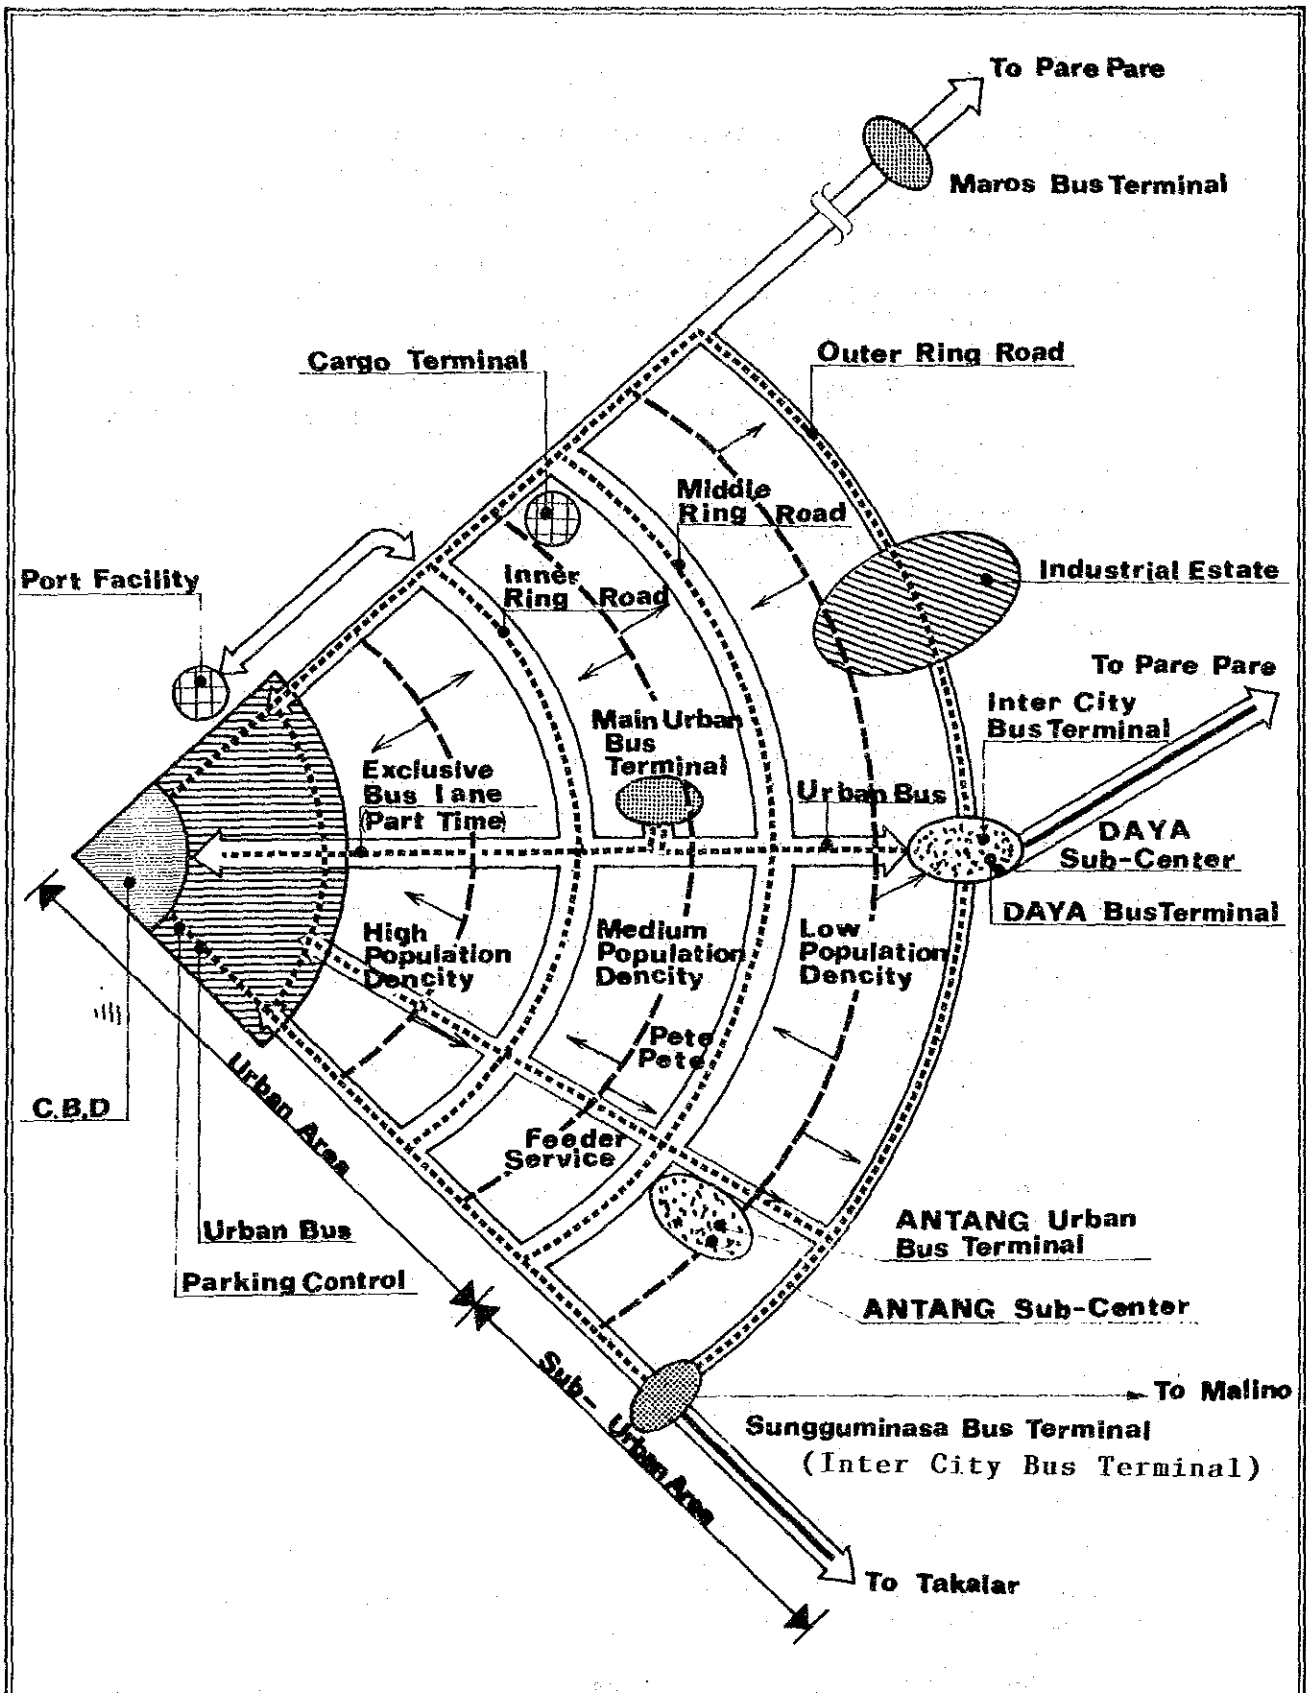 To Pare Pare
Maros Bus Terminal
Cargo Terminal
Outer Ring Road
Middle
Ring Road
Port Facility
Inner
Ring Road
Industrial Estate
To Pare Pare
Inter City
Bus Terminal
Main Urban
Bus
Terminal
Exclusive
Bus lane
(Part Time)
Urban Bus
DAYA
Sub-Center
DAYA BusTerminal
High
Population
Dencity
Medium
Population
Dencity
Low
Population
Dencity
Pete
Pete
Urban Area
C.B.D
Feeder
Service
Urban Bus
Parking Control
ANTANG Urban
Bus Terminal
ANTANG Sub-Center
Sub-Urban Area
To Malino
Sungguminasa Bus Terminal
(Inter City Bus Terminal)
To Takalar